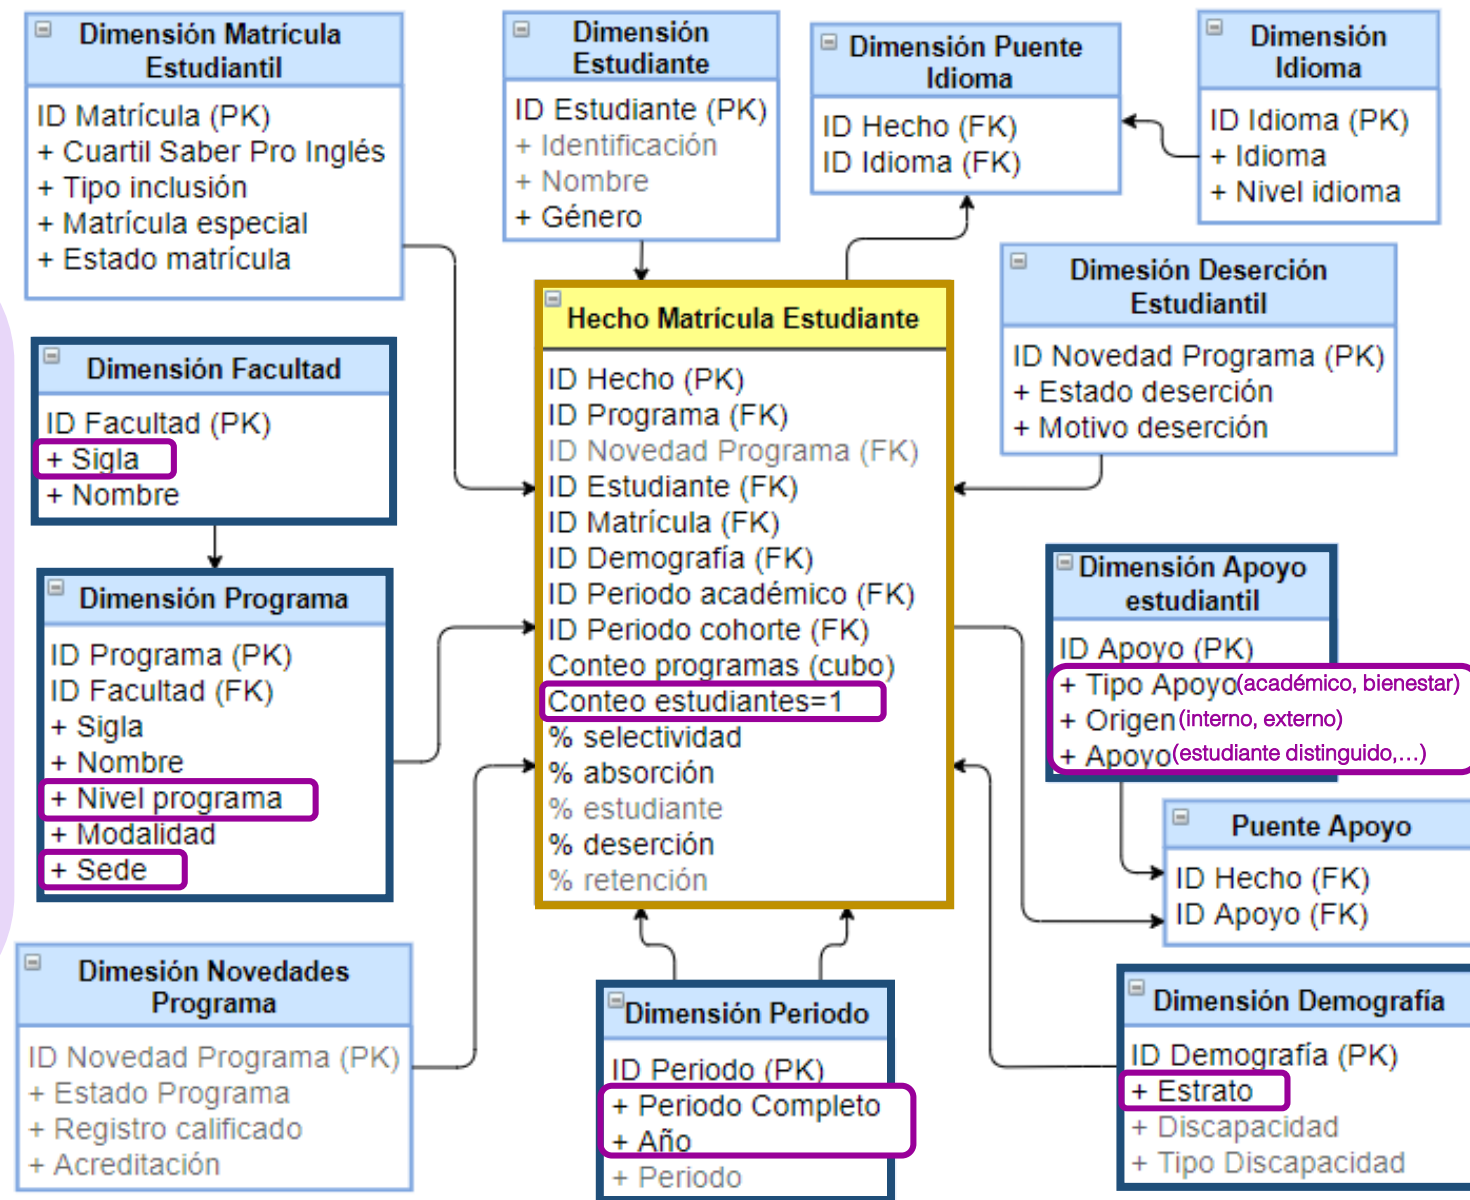 Dimensión Matrícula
Estudiantil
ID Matrícula (PK)
+ Cuartil Saber Pro Inglés
+ Tipo inclusión
+ Matrícula especial
+ Estado matrícula
Dimensión
Estudiante
ID Estudiante (PK)
+ Identificación
+ Nombre
+ Género
Dimensión Puente
Idioma
ID Hecho (FK)
ID Idioma (FK)
Dimensión
Idioma
ID Idioma (PK)
+ Idioma
+ Nivel idioma
Dimesión Deserción
Estudiantil
ID Novedad Programa (PK)
+ Estado deserción
+ Motivo deserción
Dimensión Facultad
ID Facultad (PK)
+ Sigla
+ Nombre
Hecho Matrícula Estudiante
ID Hecho (PK)
ID Programa (FK)
ID Novedad Programa (FK)
ID Estudiante (FK)
ID Matrícula (FK)
ID Demografía (FK)
ID Periodo académico (FK)
ID Periodo cohorte (FK)
Conteo programas (cubo)
Conteo estudiantes=1
% selectividad
% absorción
% estudiante
% deserción
% retención
Dimensión Programa
ID Programa (PK)
ID Facultad (FK)
+ Sigla
+ Nombre
+ Nivel programa
+ Modalidad
+ Sede
Dimensión Apoyo
estudiantil
ID Apoyo (PK)
+ Tipo Apoyo(académico, bienestar)
+ Origen (interno, externo)
+ Apoyo(estudiante distinguido,...)
Puente Apoyo
ID Hecho (FK)
ID Apoyo (FK)
Dimesión Novedades
Programa
ID Novedad Programa (PK)
+ Estado Programa
+ Registro calificado
+ Acreditación
Dimensión Periodo
ID Periodo (PK)
+ Periodo Completo
+ Año
+ Periodo
Dimensión Demografía
ID Demografía (PK)
+ Estrato
+ Discapacidad
+ Tipo Discapacidad